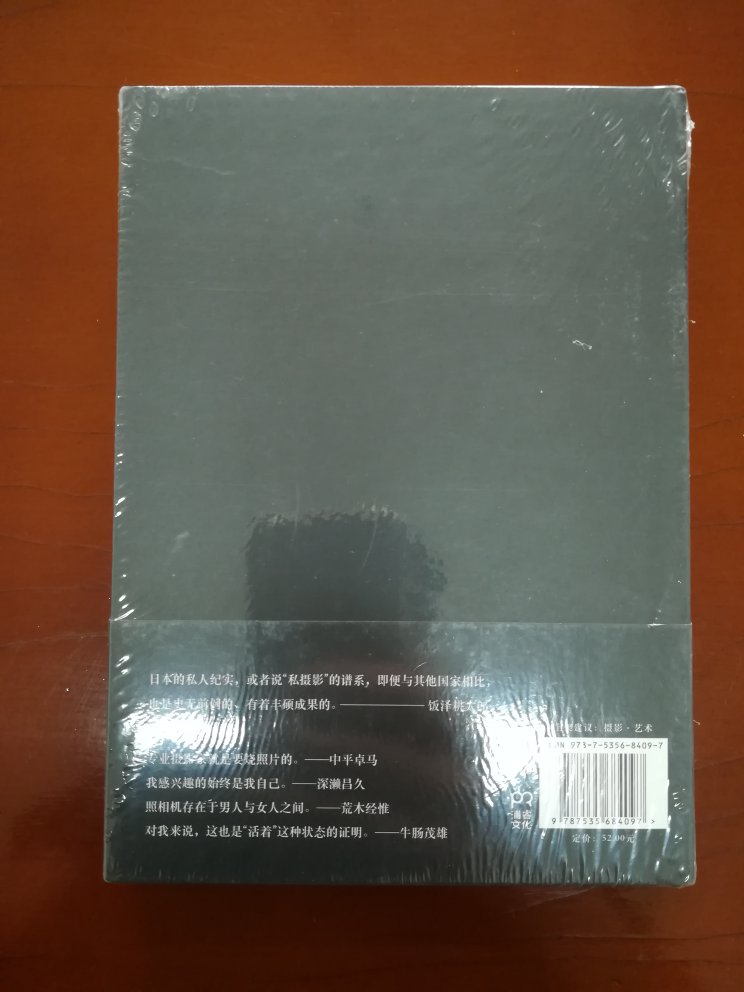 日本的私人纪实，或者说“私摄影”的谱系，即便与其他国家相比，
也是史无前例的、有着丰硕成果的。——————饭泽耕太郎
专业摄影家就是要烧照片的。——中平卓马
我感兴趣的始终是我自己。——深濑昌久
照相机存在于男人与女人之间。——荒木经惟
对我来说，这也是“活着”这种状态的证明。——牛肠茂雄
建议：摄影·艺术
ISBN 978-7-5356-8409-7
浦睿
文化
9 787535 684097 >
定价：52.00元